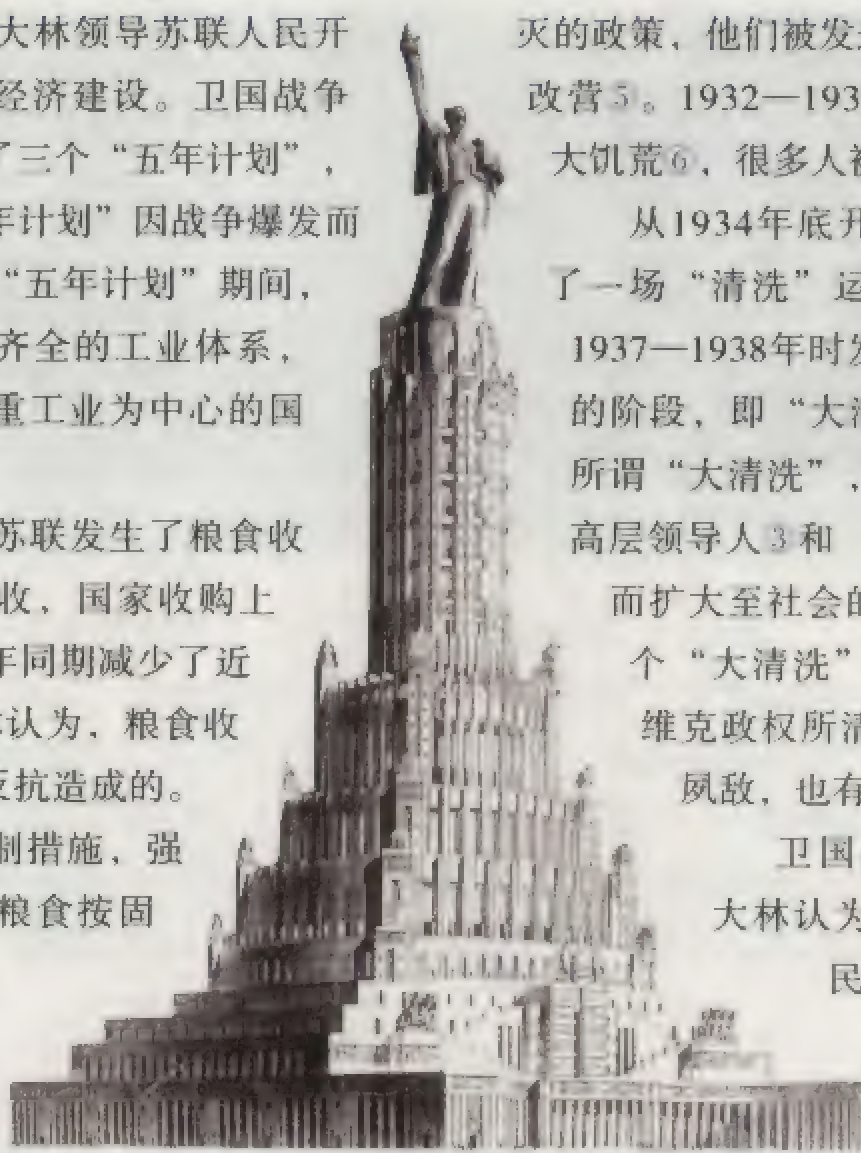 大林领导苏联人民开
经济建设。卫国战争
了三个“五年计划”，
年计划”因战争爆发而
“五年计划”期间，
齐全的工业体系，
重工业为中心的国
苏联发生了粮食收
收，国家收购上
年同期减少了近
认为，粮食收
反抗造成的。
制措施，强
粮食按固
灭的政策，他们被发
改营⑤。1932—193
大饥荒⑥，很多人被
从1934年底开
了一场“清洗”运
1937—1938年时发
的阶段，即“大清
所谓“大清洗”，
高层领导人③和
而扩大至社会的
个“大清洗”
维克政权所清
夙敌，也有
卫国
大林认为
民